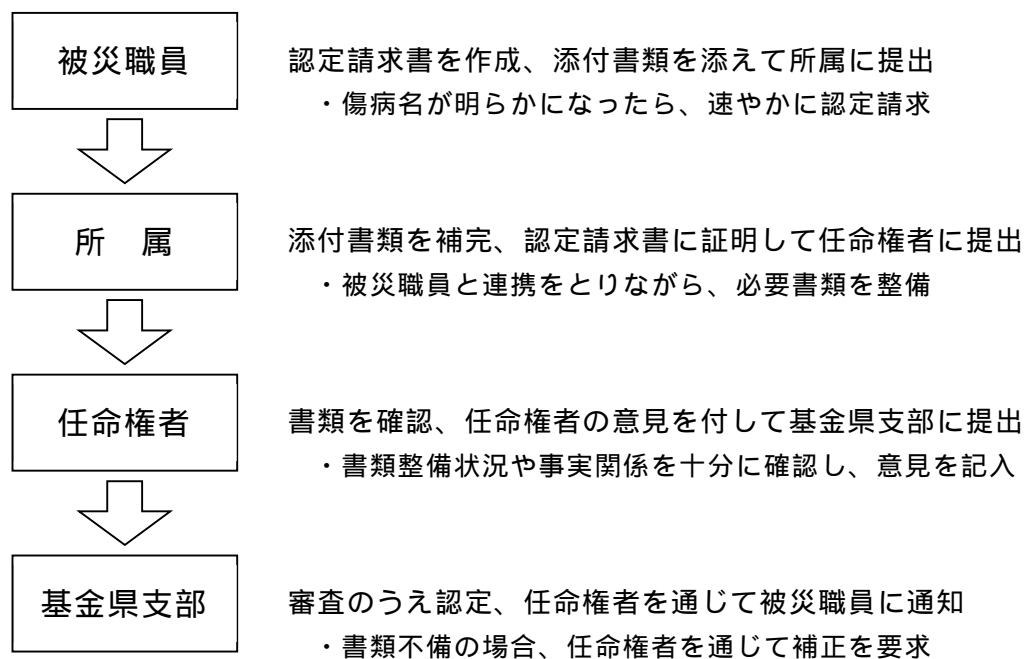 被災職員
認定請求書を作成、添付書類を添えて所属に提出
・傷病名が明らかになったら、速やかに認定請求
所　属
添付書類を補完、認定請求書に証明して任命権者に提出
・被災職員と連携をとりながら、必要書類を整備
任命権者
書類を確認、任命権者の意見を付して基金県支部に提出
・書類整備状況や事実関係を十分に確認し、意見を記入
基金県支部
審査のうえ認定、任命権者を通じて被災職員に通知
・書類不備の場合、任命権者を通じて補正を要求